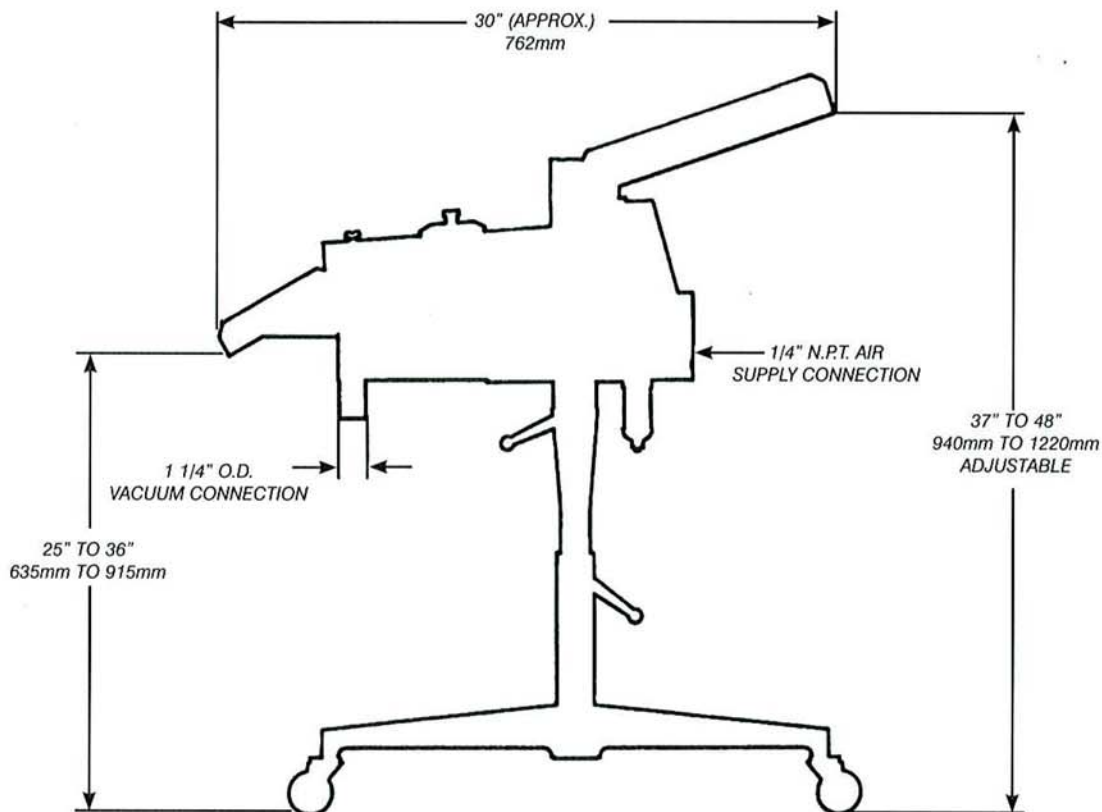 30" (APPROX.)
762mm
1/4" N.P.T. AIR
SUPPLY CONNECTION
37" TO 48"
940mm TO 1220mm
ADJUSTABLE
1 1/4" O.D.
VACUUM CONNECTION
25" TO 36"
635mm TO 915mm